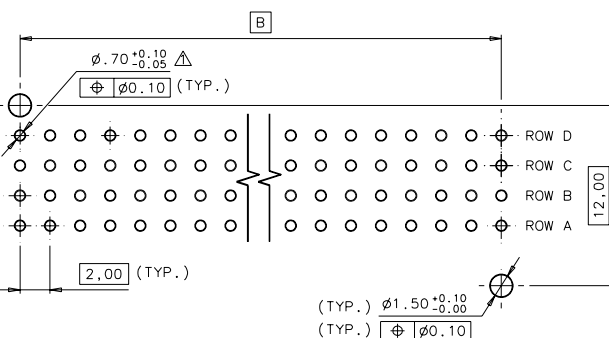 B
Ø.70 +0.10 -0.05 1
⌖ Ø0.10 (TYP.)
ROW D
ROW C
ROW B
ROW A
12,00
2,00 (TYP.)
(TYP.) Ø1.50 +0.10 -0.00
(TYP.) ⌖ Ø0.10